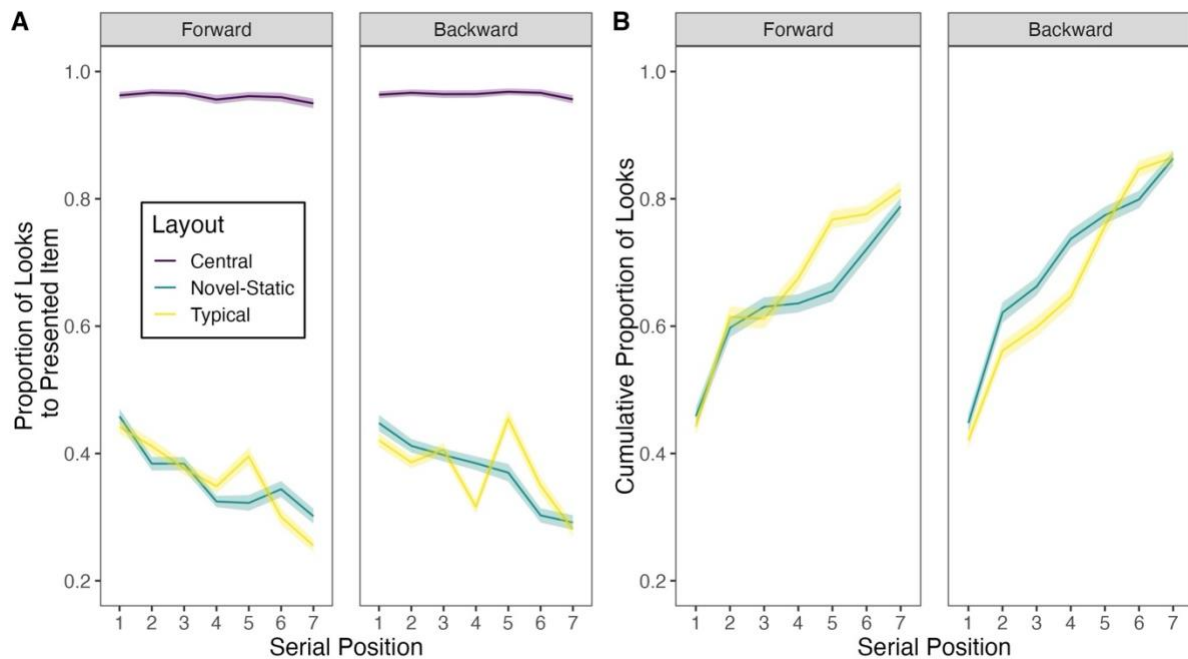 A
Forward
Backward
Proportion of Looks
to Presented Item
1.0
0.8
0.6
0.4
0.2
Layout
Central
Novel-Static
Typical
1 2 3 4 5 6 7
1 2 3 4 5 6 7
Serial Position
B
Forward
Backward
Cumulative Proportion of Looks
1.0
0.8
0.6
0.4
0.2
1 2 3 4 5 6 7
1 2 3 4 5 6 7
Serial Position